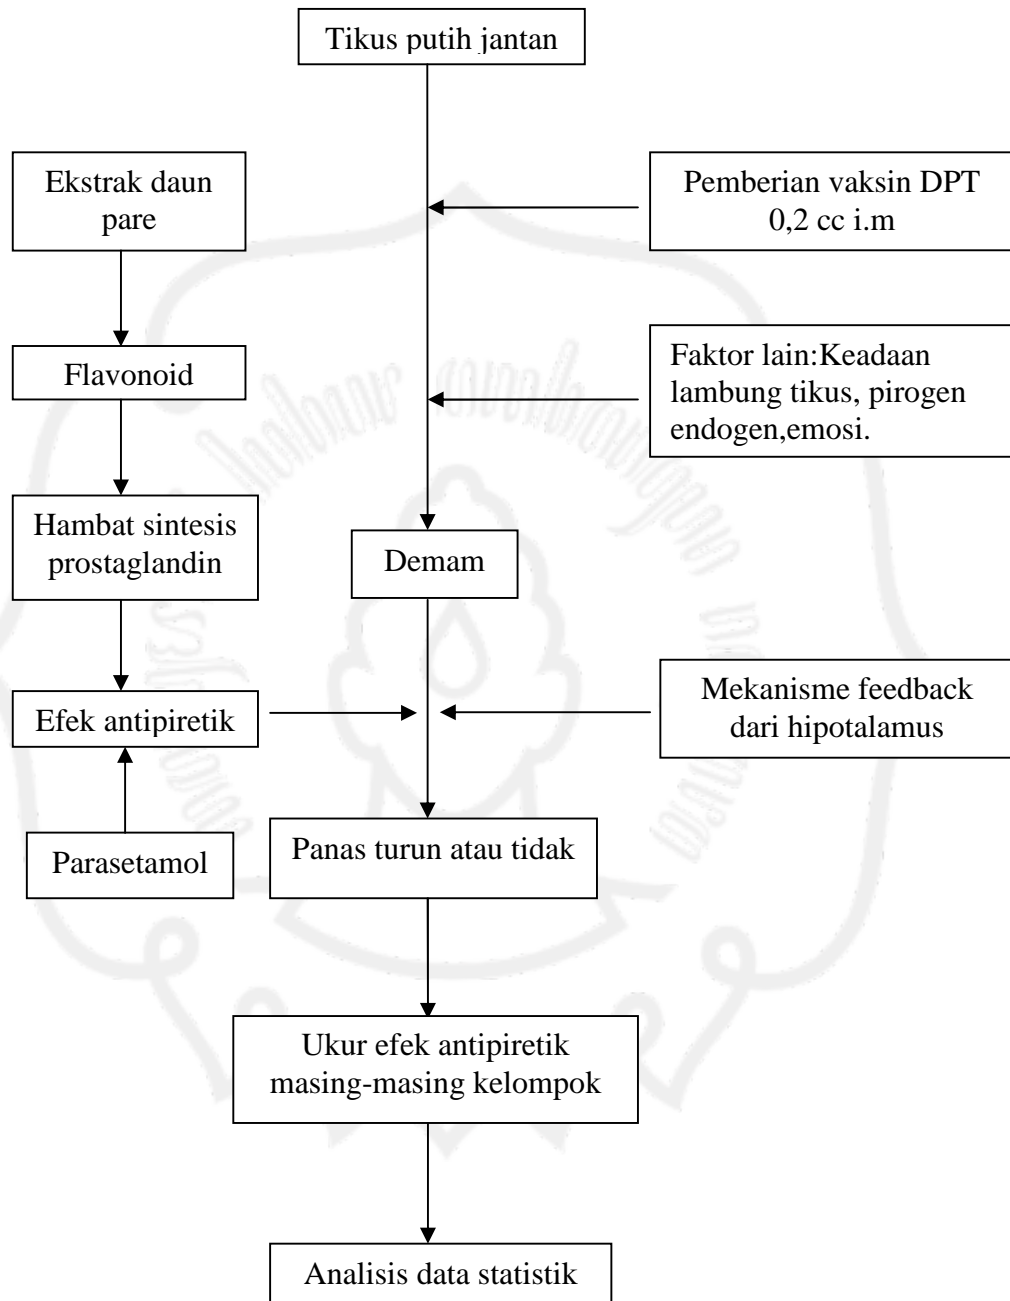 Tikus putih jantan
Ekstrak daun
pare
Pemberian vaksin DPT
0,2 cc i.m
Flavonoid
Faktor lain:Keadaan
lambung tikus, pirogen
endogen,emosi.
Hambat sintesis
prostaglandin
Demam
Efek antipiretik
Mekanisme feedback
dari hipotalamus
Parasetamol
Panas turun atau tidak
Ukur efek antipiretik
masing-masing kelompok
Analisis data statistik